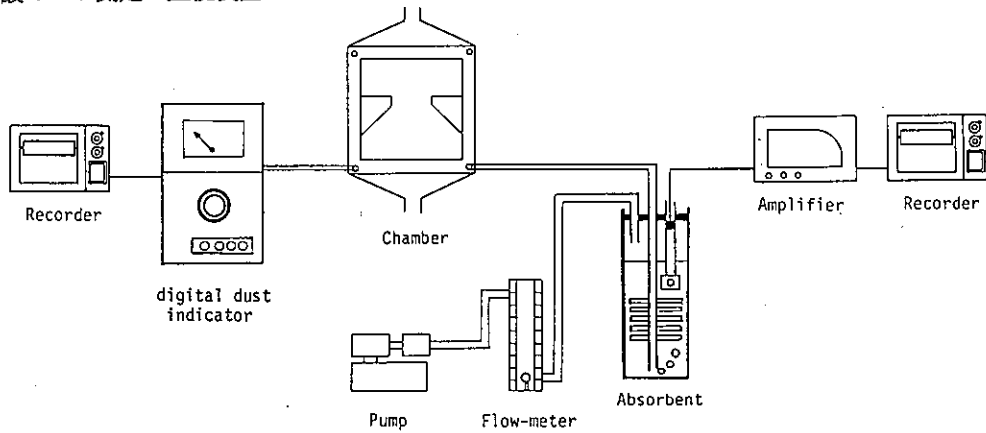 Recorder
digital dust
indicator
Chamber
Amplifier
Recorder
Pump
Flow-meter
Absorbent